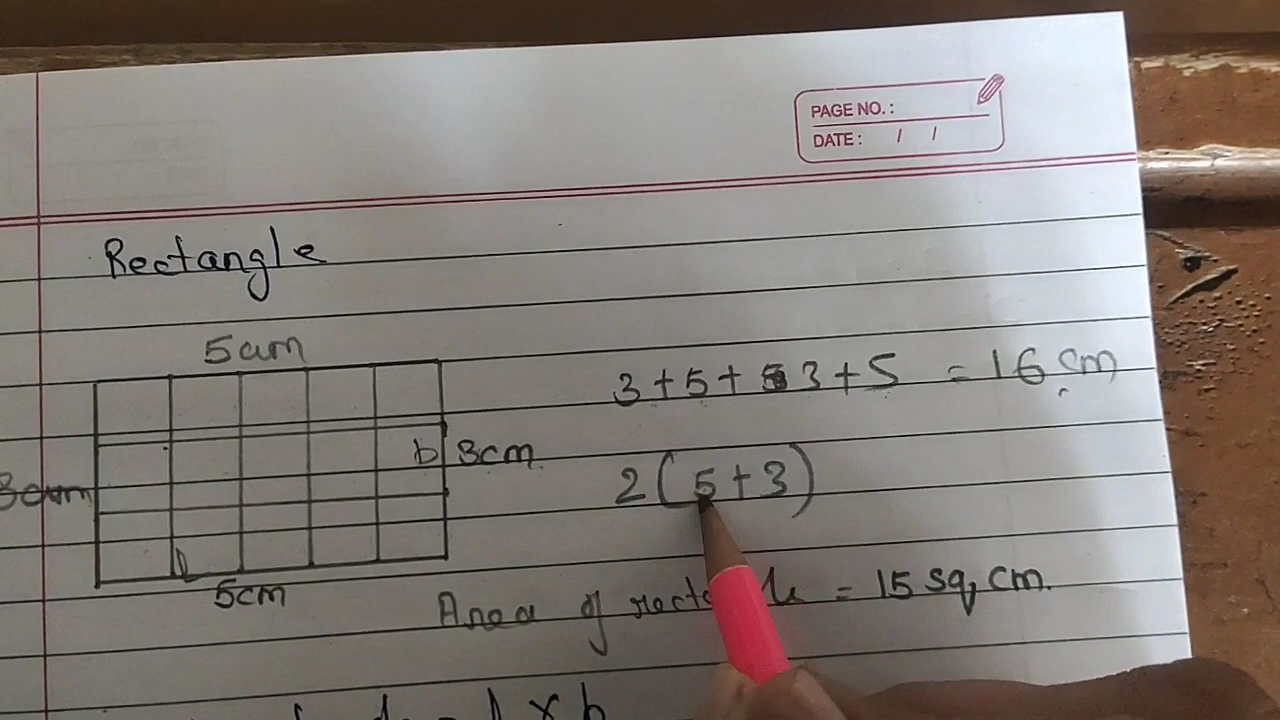 PAGE NO. :
DATE : / /
Rectangle
5cm
3+5+3+5 = 16 cm
b 3cm
3cm
2(5+3)
l
5cm
Area of = 15 sq, cm.
= l × b